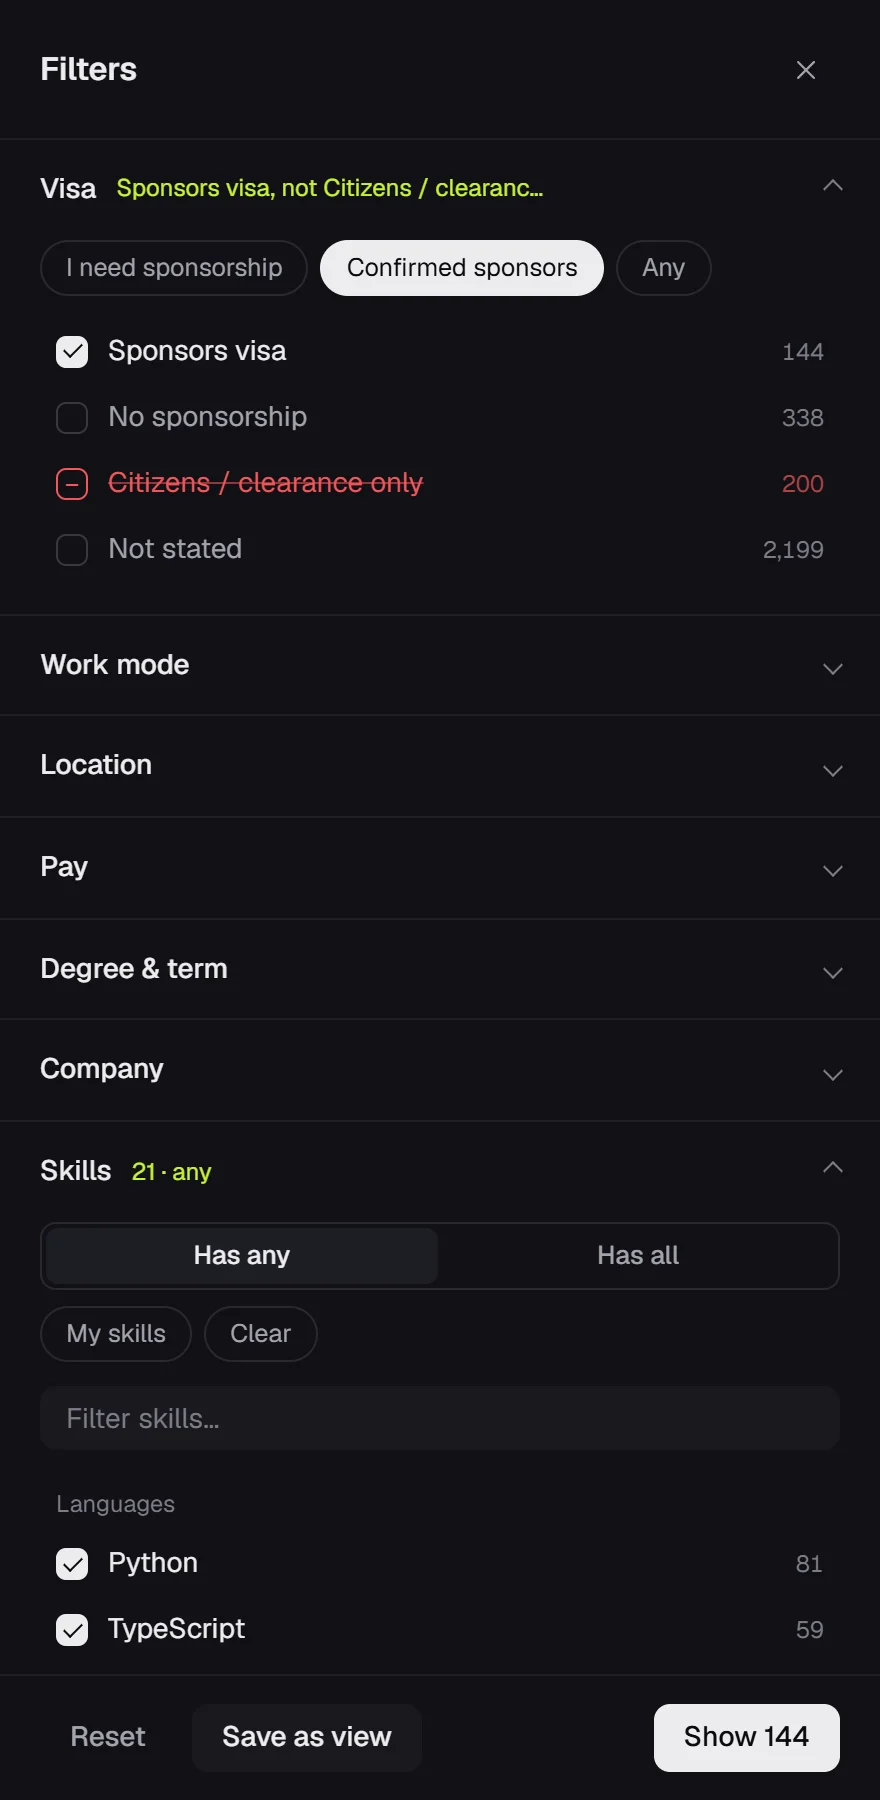 Filters
Visa Sponsors visa, not Citizens / clearanc...
I need sponsorship Confirmed sponsors Any
Sponsors visa 144
No sponsorship 338
Citizens / clearance only 200
Not stated 2,199
Work mode
Location
Pay
Degree & term
Company
Skills 21 · any
Has any Has all
My skills Clear
Filter skills...
Languages
Python 81
TypeScript 59
Reset Save as view Show 144